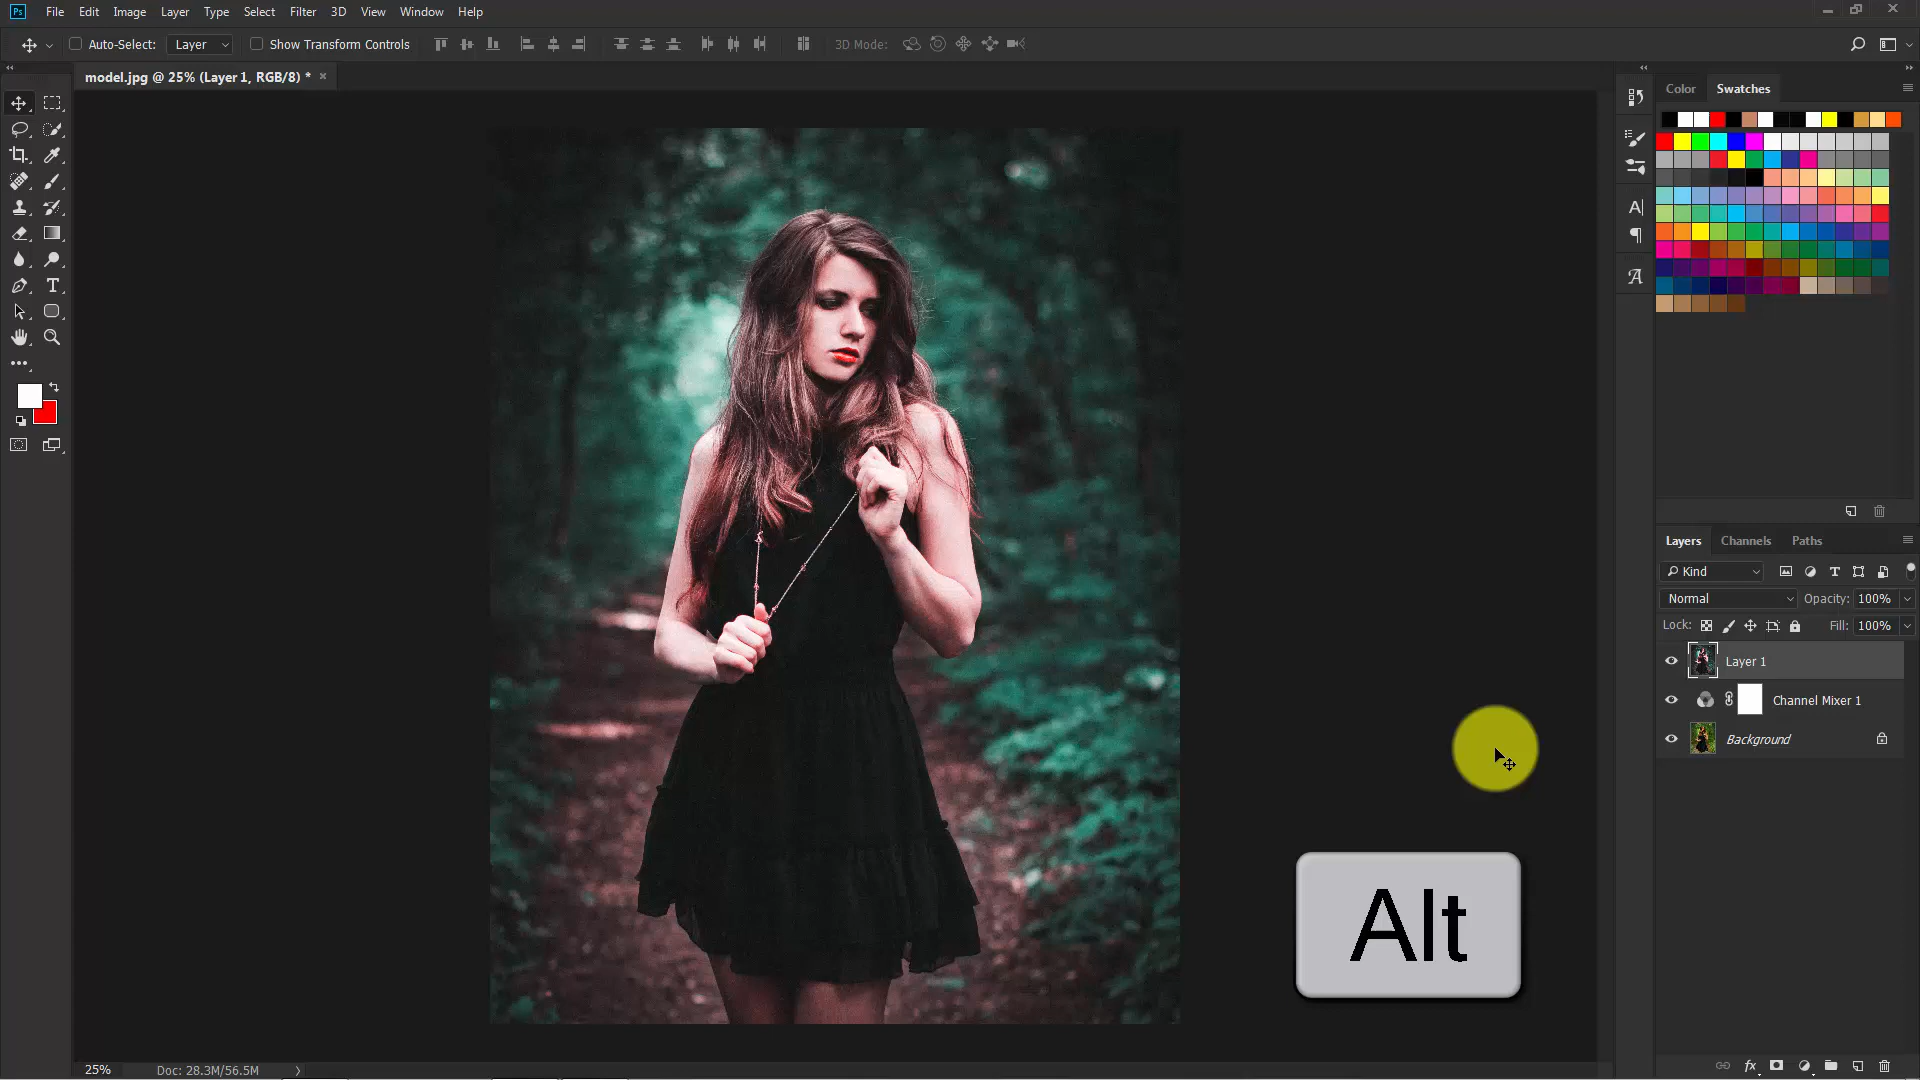 Ps File Edit Image Layer Type Select Filter 3D View Window Help
Auto-Select: Layer Show Transform Controls 3D Mode:
model.jpg @ 25% (Layer 1, RGB/8) * ×
Color Swatches
Layers Channels Paths
Kind
Normal Opacity: 100%
Lock: Fill: 100%
Layer 1
Channel Mixer 1
Background
Alt
25% Doc: 28.3M/56.5M